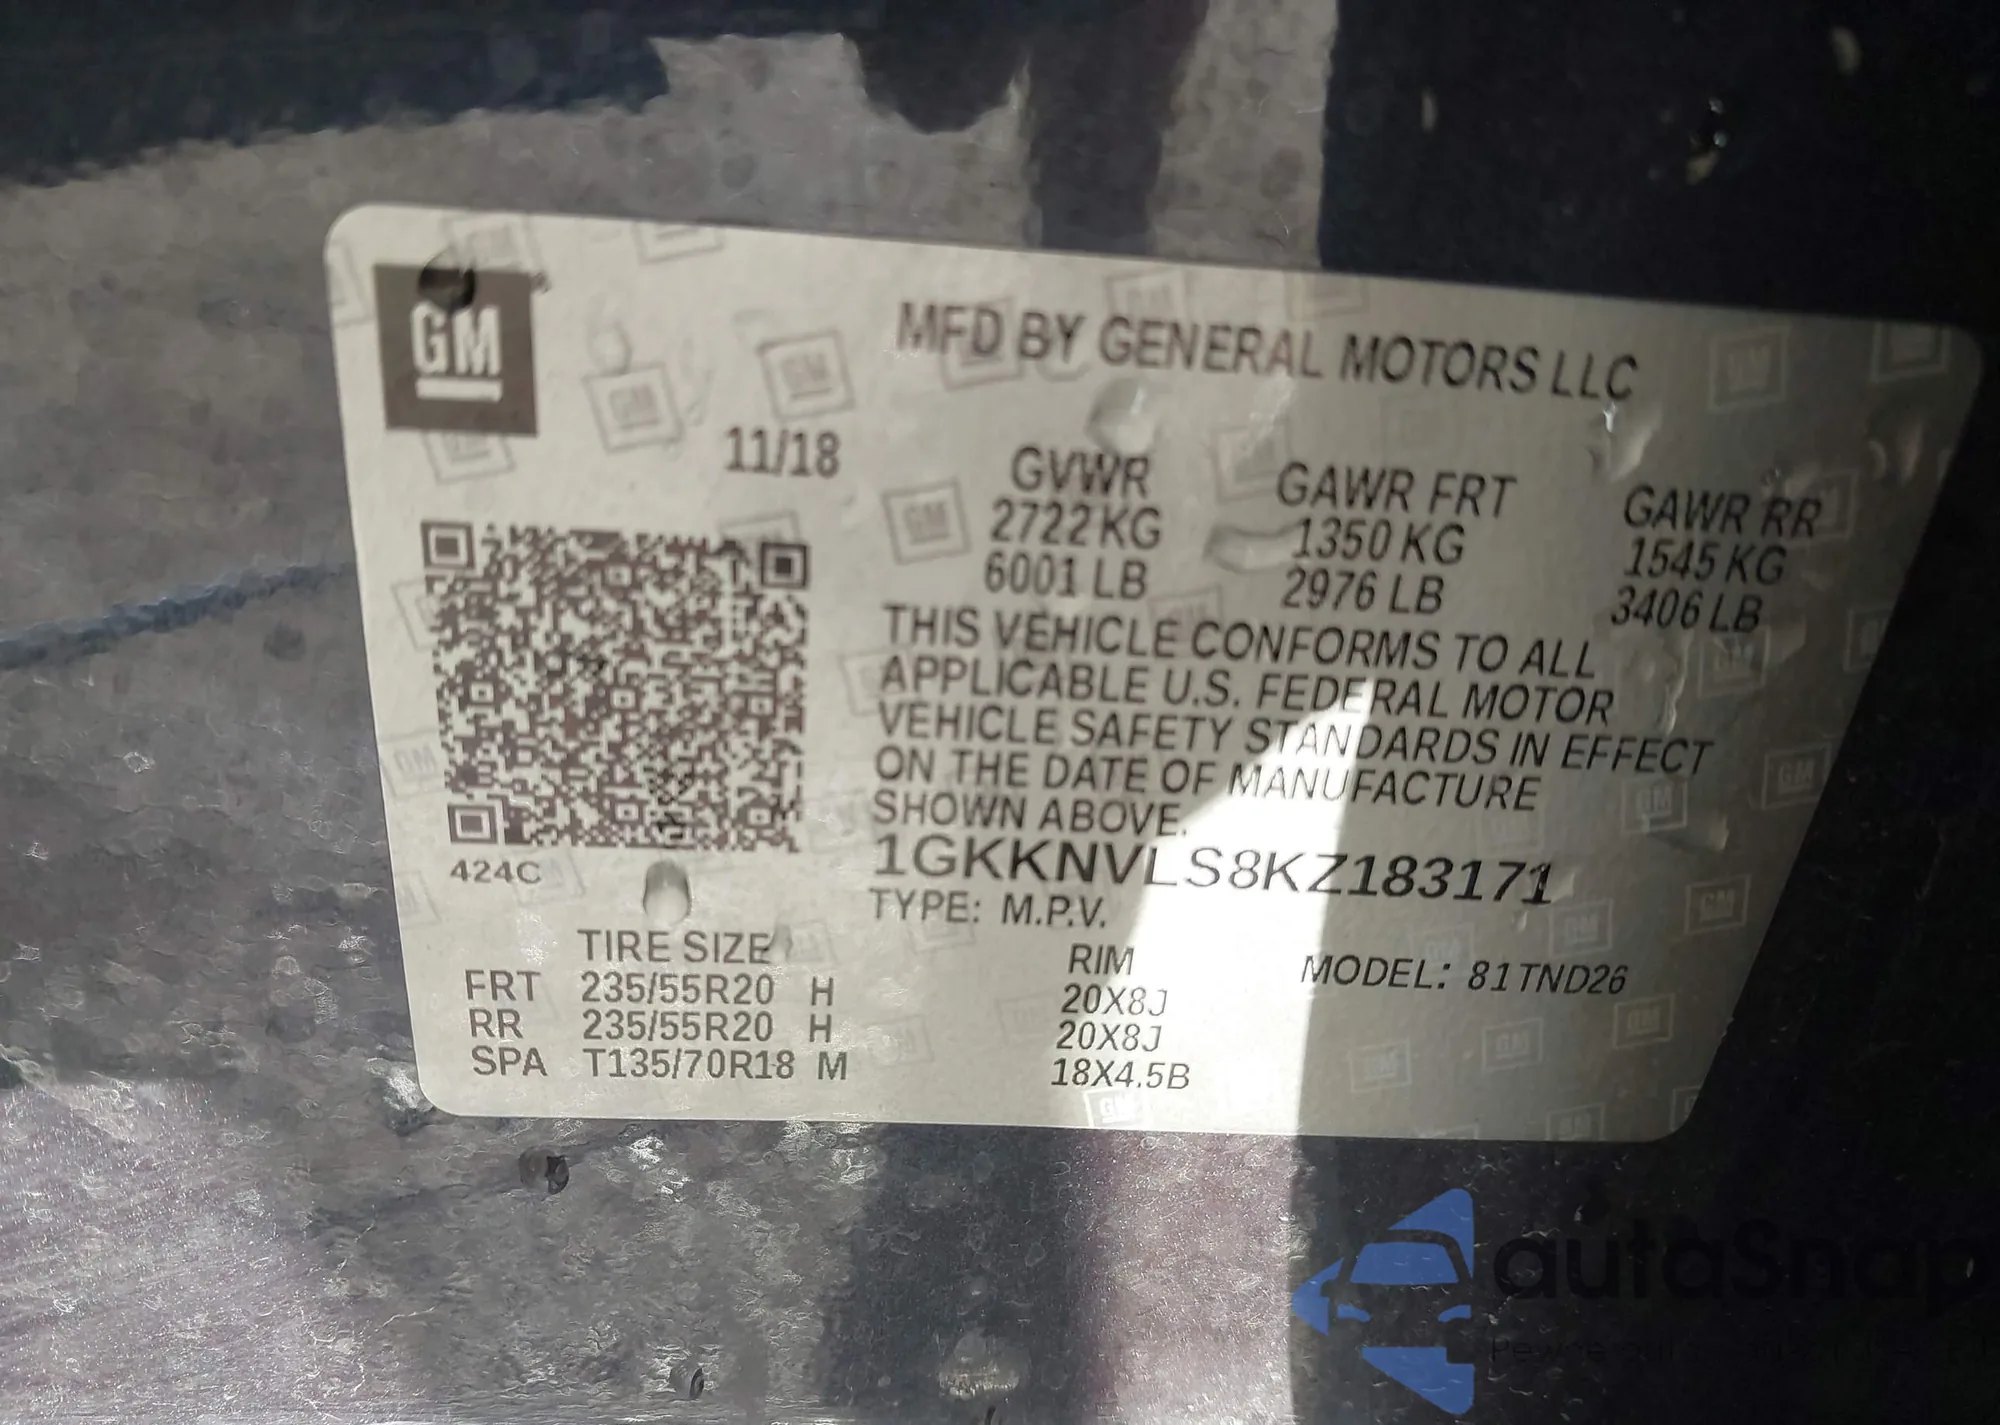 GM
MFD BY GENERAL MOTORS LLC
11/18
GVWR GAWR FRT GAWR RR
2722KG 1350 KG 1545 KG
6001 LB 2976 LB 3406 LB
THIS VEHICLE CONFORMS TO ALL
APPLICABLE U.S. FEDERAL MOTOR
VEHICLE SAFETY STANDARDS IN EFFECT
ON THE DATE OF MANUFACTURE
SHOWN ABOVE.
1GKKNVLS8KZ183171
424C
TYPE: M.P.V.
TIRE SIZE RIM MODEL: 81TND26
FRT 235/55R20 H 20X8J
RR 235/55R20 H 20X8J
SPA T135/70R18 M 18X4.5B
autoSnap